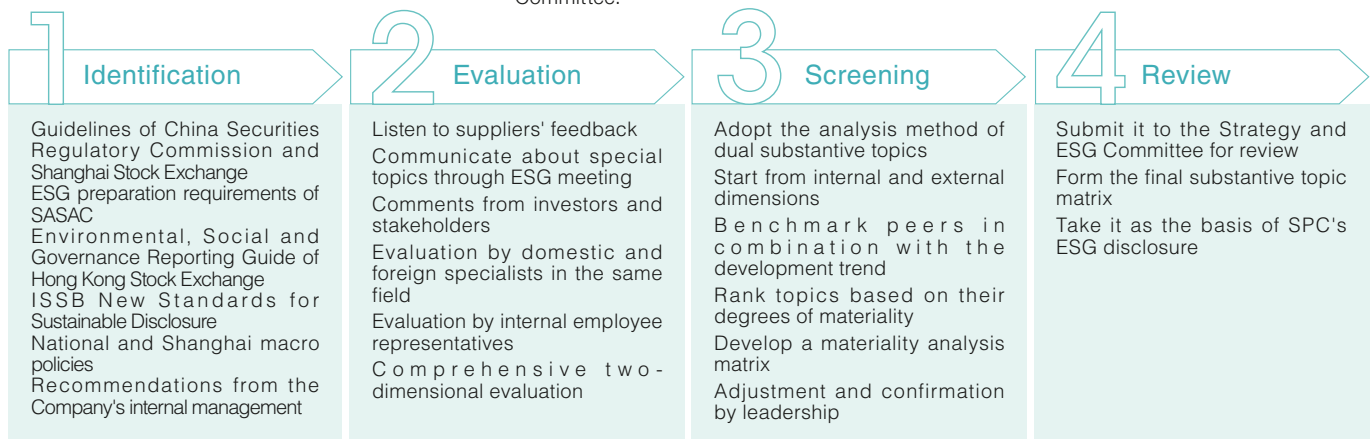 Committee.
1 Identification
Guidelines of China Securities
Regulatory Commission and
Shanghai Stock Exchange
ESG preparation requirements of
SASAC
Environmental, Social and
Governance Reporting Guide of
Hong Kong Stock Exchange
ISSB New Standards for
Sustainable Disclosure
National and Shanghai macro
policies
Recommendations from the
Company's internal management
2 Evaluation
Listen to suppliers' feedback
Communicate about special
topics through ESG meeting
Comments from investors and
stakeholders
Evaluation by domestic and
foreign specialists in the same
field
Evaluation by internal employee
representatives
Comprehensive two-
dimensional evaluation
3 Screening
Adopt the analysis method of
dual substantive topics
Start from internal and external
dimensions
Benchmark peers in
combination with the
development trend
Rank topics based on their
degrees of materiality
Develop a materiality analysis
matrix
Adjustment and confirmation
by leadership
4 Review
Submit it to the Strategy and
ESG Committee for review
Form the final substantive topic
matrix
Take it as the basis of SPC's
ESG disclosure